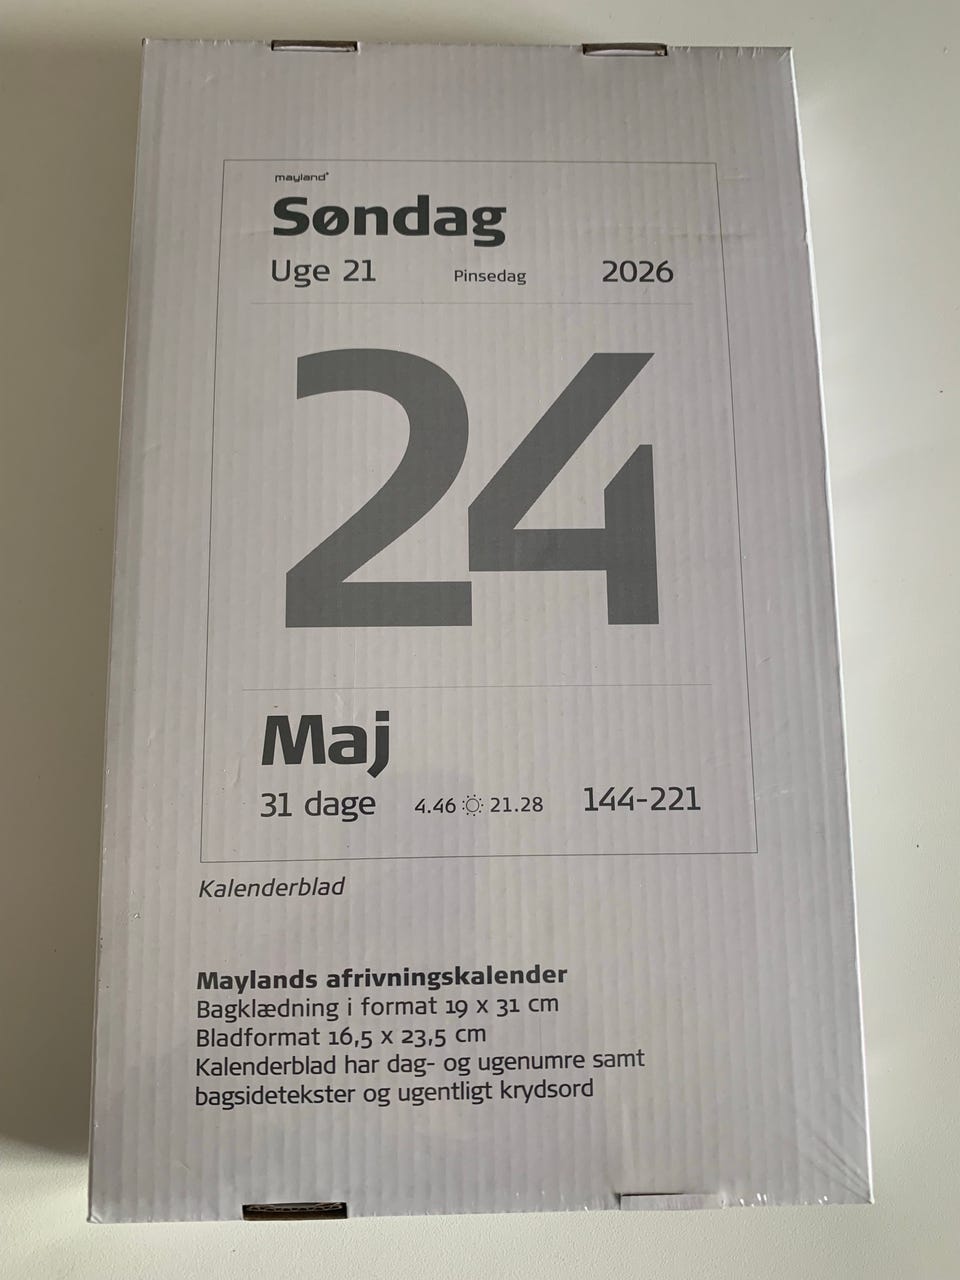 mayland
Søndag
Uge 21 Pinsedag 2026
24
Maj
31 dage 4.46 21.28 144-221
Kalenderblad
Maylands afrivningskalender
Bagklædning i format 19 x 31 cm
Bladformat 16,5 x 23,5 cm
Kalenderblad har dag- og ugenumre samt
bagsidetekster og ugentligt krydsord